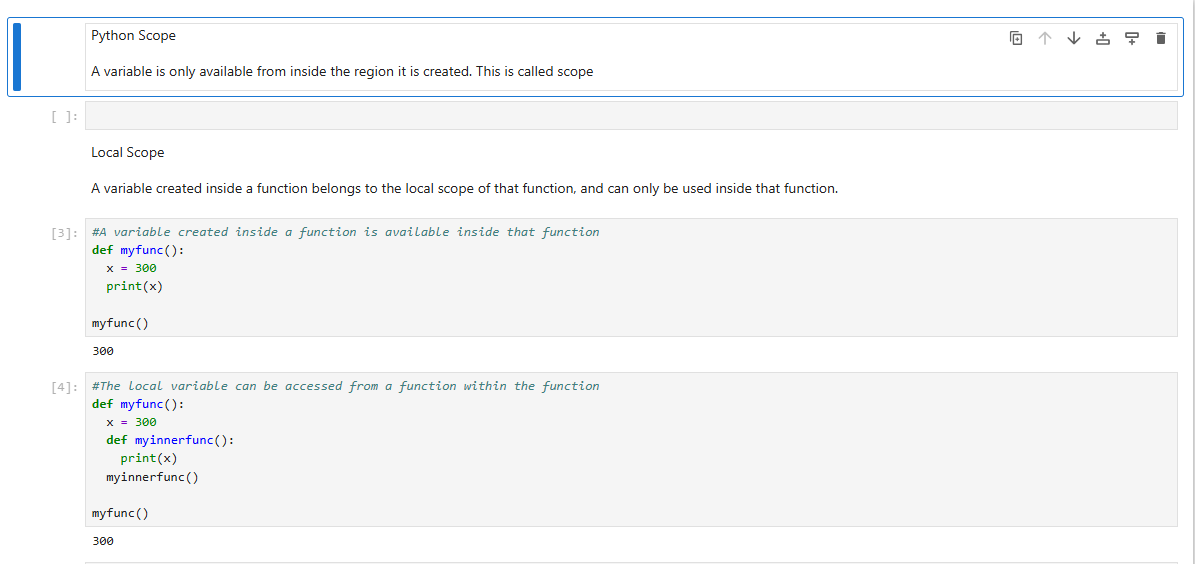 Python Scope
A variable is only available from inside the region it is created. This is called scope
[ ]:
Local Scope
A variable created inside a function belongs to the local scope of that function, and can only be used inside that function.
[3]:
#A variable created inside a function is available inside that function
def myfunc():
  x = 300
  print(x)
myfunc()
300
[4]:
#The local variable can be accessed from a function within the function
def myfunc():
  x = 300
  def myinnerfunc():
    print(x)
  myinnerfunc()
myfunc()
300